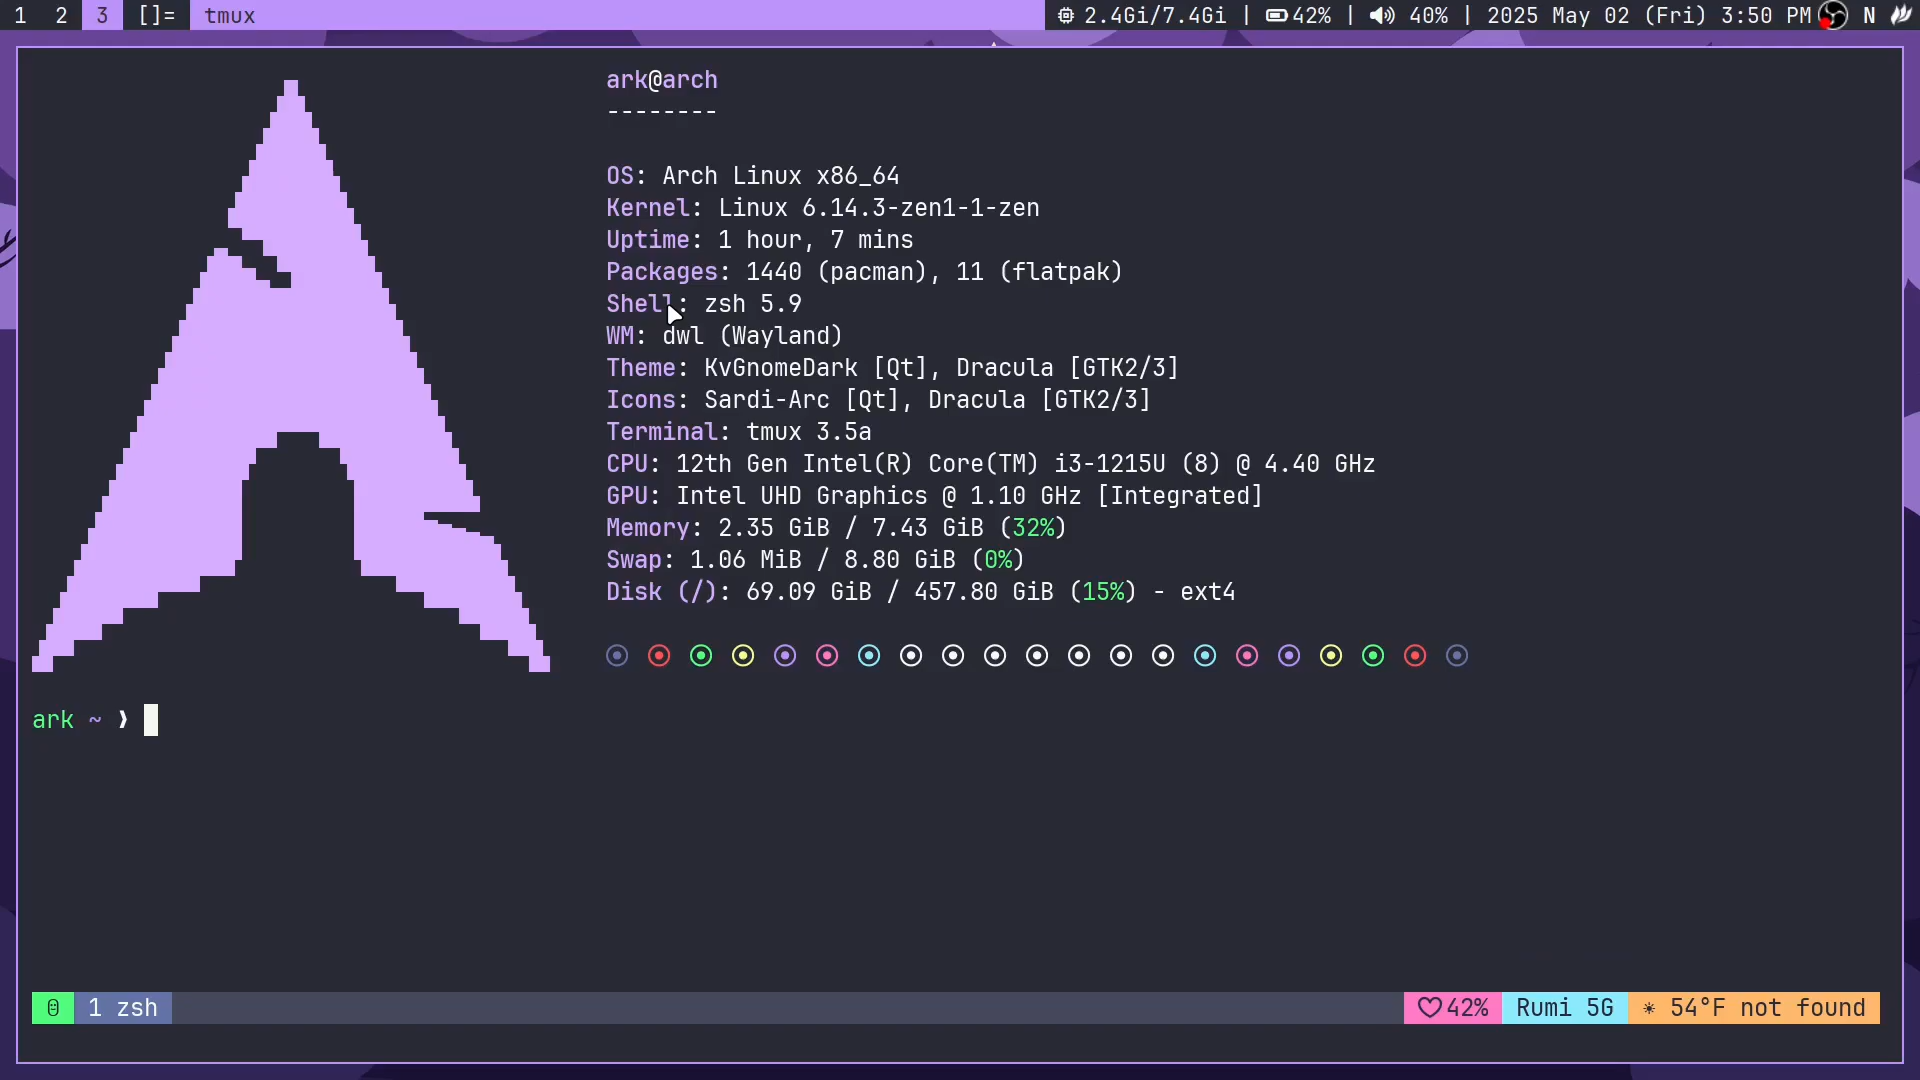 1 2 3 []= tmux 2.4Gi/7.4Gi | 42% | 40% | 2025 May 02 (Fri) 3:50 PM N
ark@arch
--------
OS: Arch Linux x86_64
Kernel: Linux 6.14.3-zen1-1-zen
Uptime: 1 hour, 7 mins
Packages: 1440 (pacman), 11 (flatpak)
Shell: zsh 5.9
WM: dwl (Wayland)
Theme: KvGnomeDark [Qt], Dracula [GTK2/3]
Icons: Sardi-Arc [Qt], Dracula [GTK2/3]
Terminal: tmux 3.5a
CPU: 12th Gen Intel(R) Core(TM) i3-1215U (8) @ 4.40 GHz
GPU: Intel UHD Graphics @ 1.10 GHz [Integrated]
Memory: 2.35 GiB / 7.43 GiB (32%)
Swap: 1.06 MiB / 8.80 GiB (0%)
Disk (/): 69.09 GiB / 457.80 GiB (15%) - ext4
ark ~ ❯
1 zsh ♡42% Rumi 5G ☀ 54°F not found